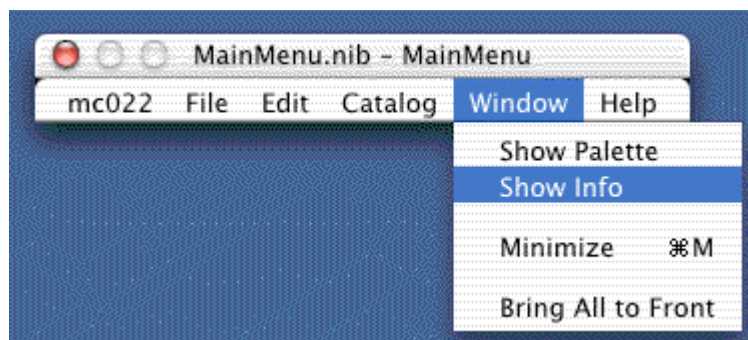 MainMenu.nib – MainMenu
mc022 File Edit Catalog Window Help
Show Palette
Show Info
Minimize ⌘M
Bring All to Front